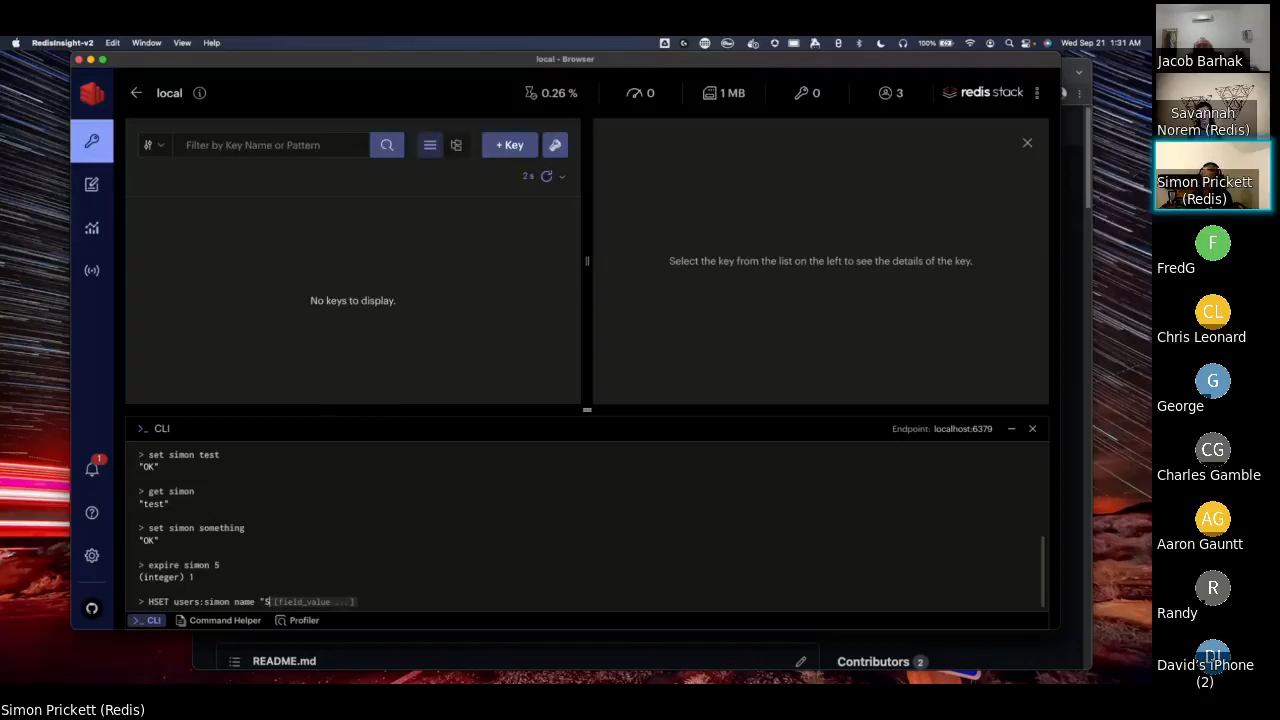 RedisInsight-v2 Edit Window View Help
100% Wed Sep 21 1:31 AM
local - Browser
local
0.26 %
0
1 MB
0
3
redis stack
Filter by Key Name or Pattern
+ Key
2 s
No keys to display.
Select the key from the list on the left to see the details of the key.
>_ CLI
Endpoint: localhost:6379
> set simon test
"OK"
> get simon
"test"
> set simon something
"OK"
> expire simon 5
(integer) 1
> HSET users:simon name "S [field_value ...]
>_ CLI
Command Helper
Profiler
1
README.md
Contributors 2
Jacob Barhak
Savannah
Norem (Redis)
Simon Prickett
(Redis)
F
FredG
CL
Chris Leonard
G
George
CG
Charles Gamble
AG
Aaron Gauntt
R
Randy
DI
David's iPhone
(2)
Simon Prickett (Redis)